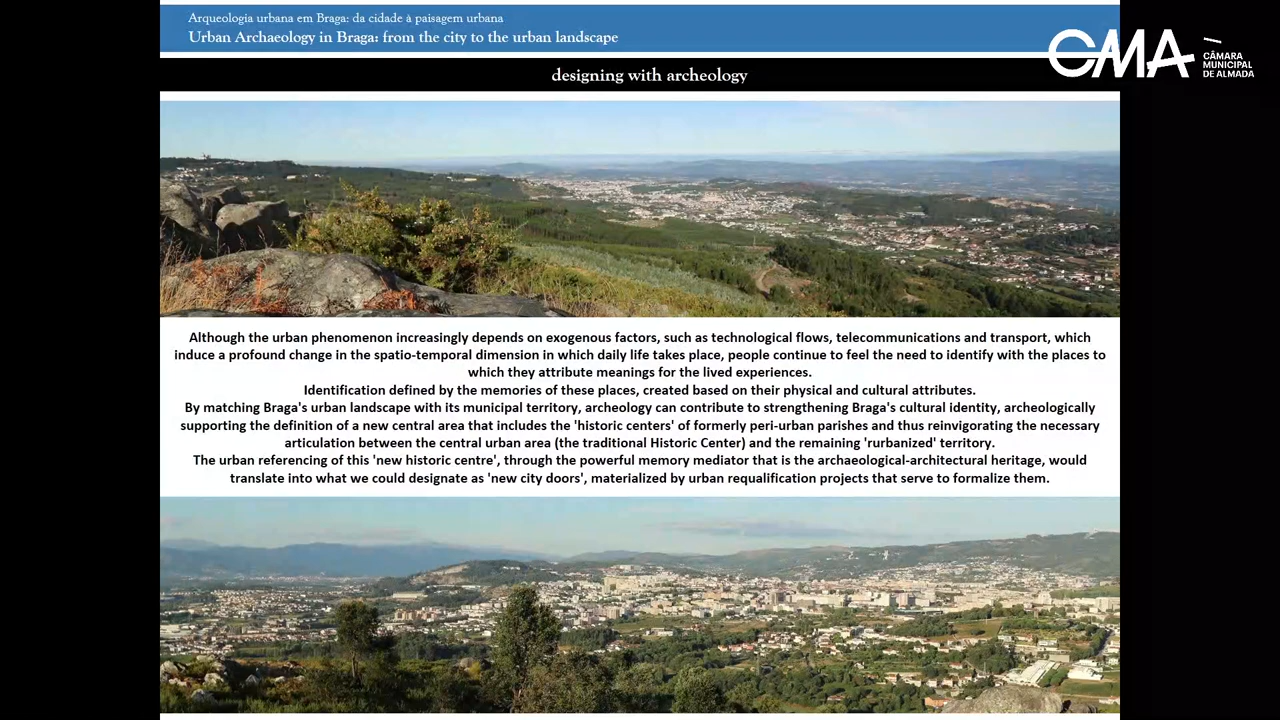 Arqueologia urbana em Braga: da cidade à paisagem urbana
Urban Archaeology in Braga: from the city to the urban landscape
CMA
CÂMARA
MUNICIPAL
DE ALMADA
designing with archeology
Although the urban phenomenon increasingly depends on exogenous factors, such as technological flows, telecommunications and transport, which
induce a profound change in the spatio-temporal dimension in which daily life takes place, people continue to feel the need to identify with the places to
which they attribute meanings for the lived experiences.
Identification defined by the memories of these places, created based on their physical and cultural attributes.
By matching Braga's urban landscape with its municipal territory, archeology can contribute to strengthening Braga's cultural identity, archeologically
supporting the definition of a new central area that includes the 'historic centers' of formerly peri-urban parishes and thus reinvigorating the necessary
articulation between the central urban area (the traditional Historic Center) and the remaining 'rurbanized' territory.
The urban referencing of this 'new historic centre', through the powerful memory mediator that is the archaeological-architectural heritage, would
translate into what we could designate as 'new city doors', materialized by urban requalification projects that serve to formalize them.